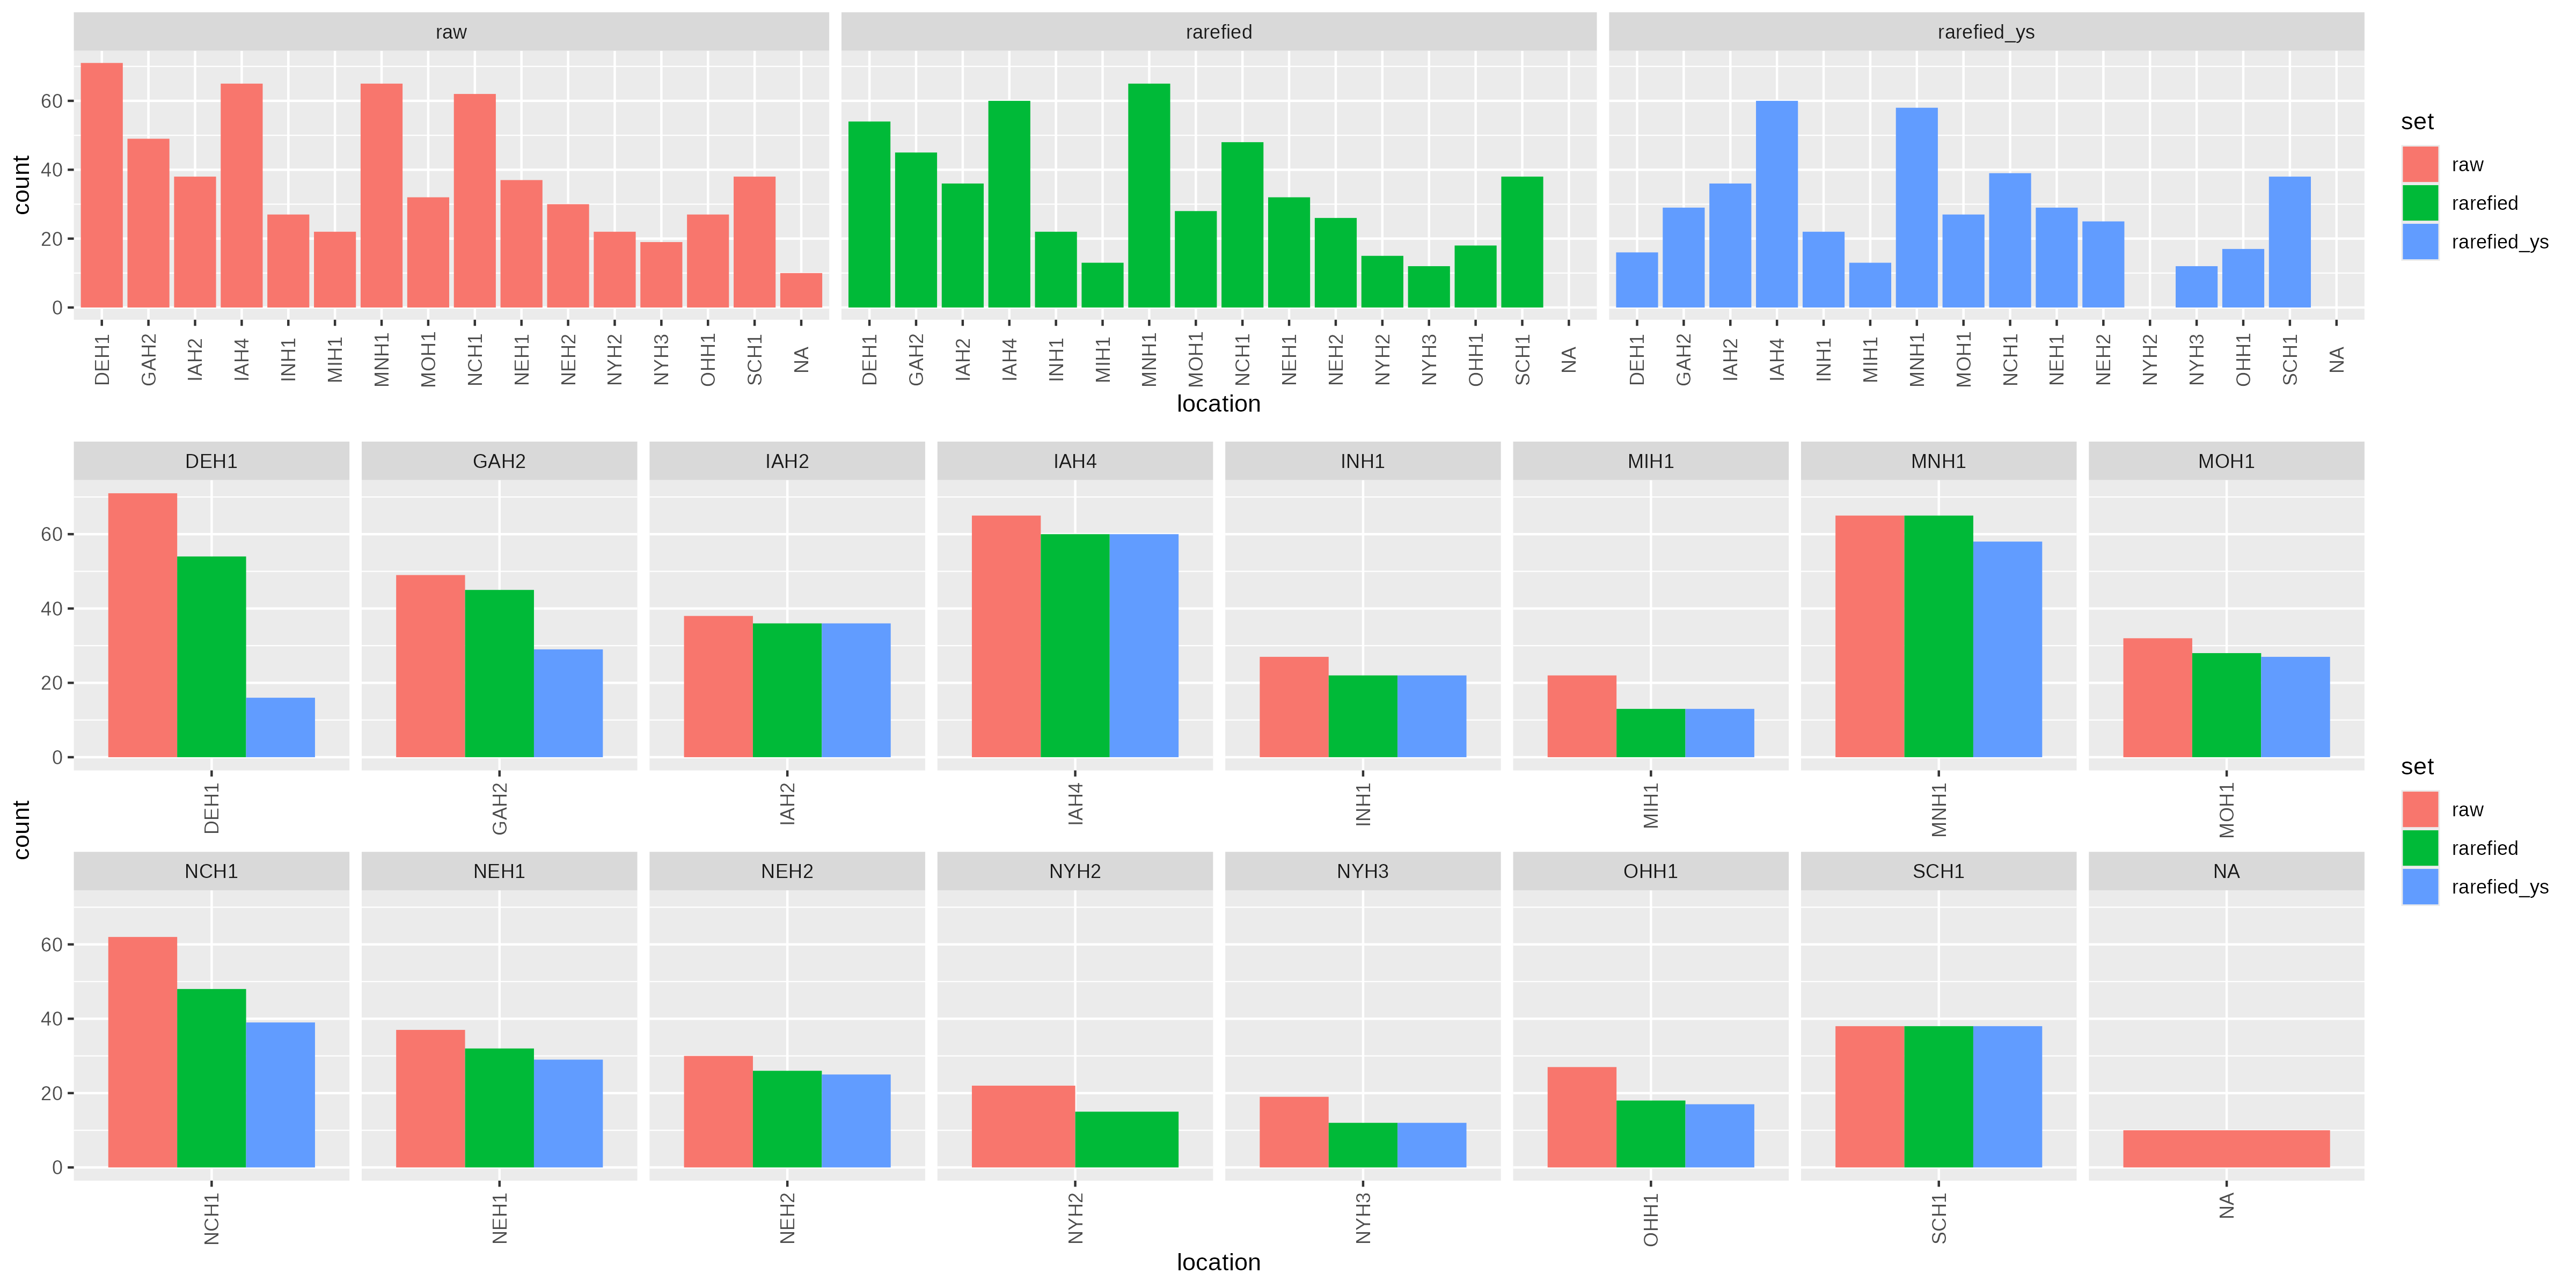 raw rarefied rarefied_ys
count
60
40
20
0
DEH1 GAH2 IAH2 IAH4 INH1 MIH1 MNH1 MOH1 NCH1 NEH1 NEH2 NYH2 NYH3 OHH1 SCH1 NA DEH1 GAH2 IAH2 IAH4 INH1 MIH1 MNH1 MOH1 NCH1 NEH1 NEH2 NYH2 NYH3 OHH1 SCH1 NA DEH1 GAH2 IAH2 IAH4 INH1 MIH1 MNH1 MOH1 NCH1 NEH1 NEH2 NYH2 NYH3 OHH1 SCH1 NA
location
set
raw
rarefied
rarefied_ys
DEH1 GAH2 IAH2 IAH4 INH1 MIH1 MNH1 MOH1
60
40
20
0
DEH1 GAH2 IAH2 IAH4 INH1 MIH1 MNH1 MOH1
count
NCH1 NEH1 NEH2 NYH2 NYH3 OHH1 SCH1 NA
60
40
20
0
NCH1 NEH1 NEH2 NYH2 NYH3 OHH1 SCH1 NA
location
set
raw
rarefied
rarefied_ys